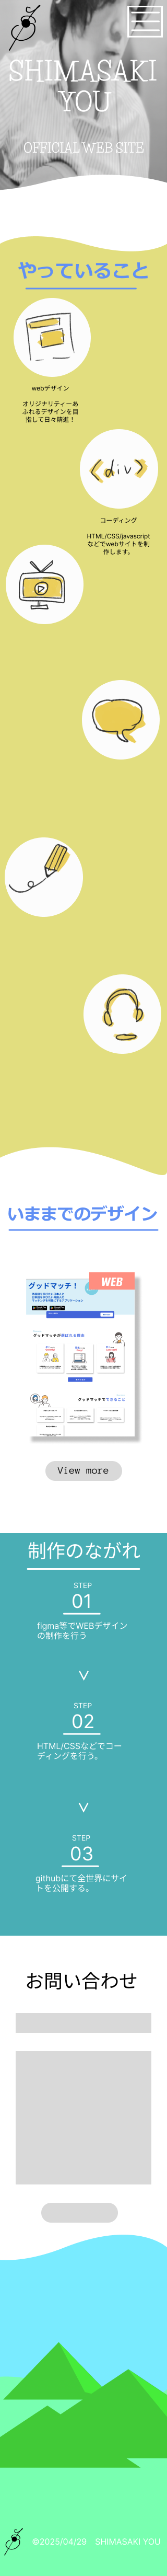 SHIMASAKI
YOU
OFFICIAL WEB SITE
やっていること
webデザイン
オリジナリティーあ
ふれるデザインを目
指して日々精進！
<div>
コーディング
HTML/CSS/javascript
などでwebサイトを制
作します。
いままでのデザイン
WEB
グッドマッチ！
グッドマッチが選ばれる理由
グッドマッチでできること
View more
制作のながれ
STEP
01
figma等でWEBデザイン
の制作を行う
STEP
02
HTML/CSSなどでコー
ディングを行う。
STEP
03
githubにて全世界にサイ
トを公開する。
お問い合わせ
©2025/04/29 SHIMASAKI YOU